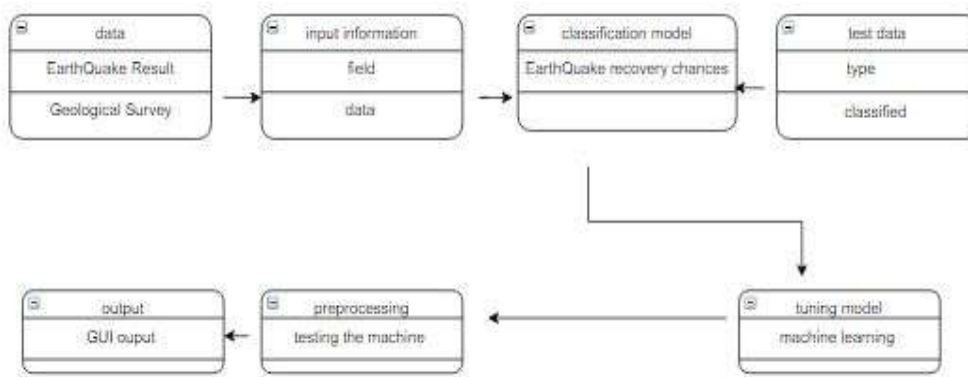 data
EarthQuake Result
Geological Survey
input information
field
data
classification model
EarthQuake recovery chances
test data
type
classified
output
GUI ouput
preprocessing
testing the machine
tuning model
machine learning